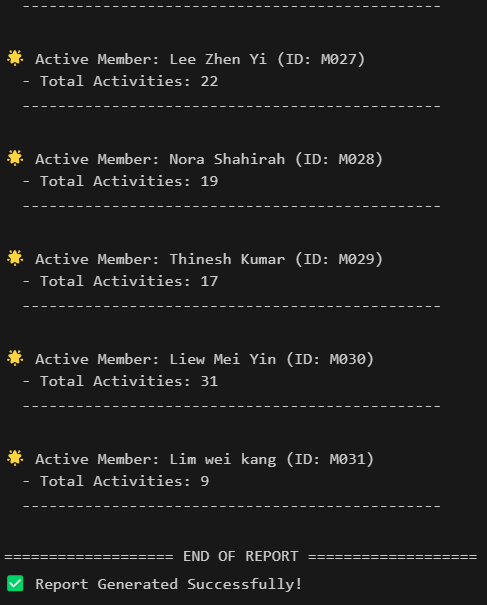 -----------------------------------------------
🌟 Active Member: Lee Zhen Yi (ID: M027)
- Total Activities: 22
-----------------------------------------------
🌟 Active Member: Nora Shahirah (ID: M028)
- Total Activities: 19
-----------------------------------------------
🌟 Active Member: Thinesh Kumar (ID: M029)
- Total Activities: 17
-----------------------------------------------
🌟 Active Member: Liew Mei Yin (ID: M030)
- Total Activities: 31
-----------------------------------------------
🌟 Active Member: Lim wei kang (ID: M031)
- Total Activities: 9
-----------------------------------------------
=================== END OF REPORT ===================
✅ Report Generated Successfully!